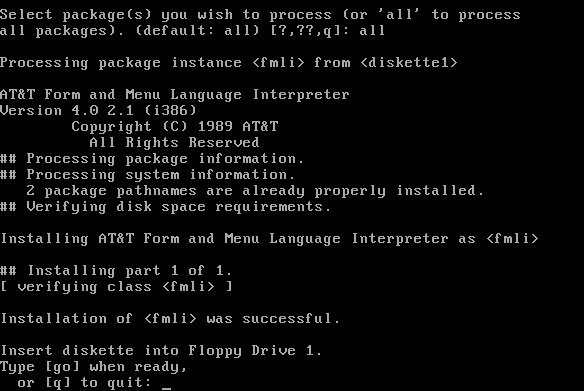 Select package(s) you wish to process (or 'all' to process
all packages). (default: all) [?,??,q]: all
Processing package instance <fmli> from <diskette1>
AT&T Form and Menu Language Interpreter
Version 4.0 2.1 (i386)
Copyright (C) 1989 AT&T
All Rights Reserved
## Processing package information.
## Processing system information.
2 package pathnames are already properly installed.
## Verifying disk space requirements.
Installing AT&T Form and Menu Language Interpreter as <fmli>
## Installing part 1 of 1.
[ verifying class <fmli> ]
Installation of <fmli> was successful.
Insert diskette into Floppy Drive 1.
Type [go] when ready,
or [q] to quit: _